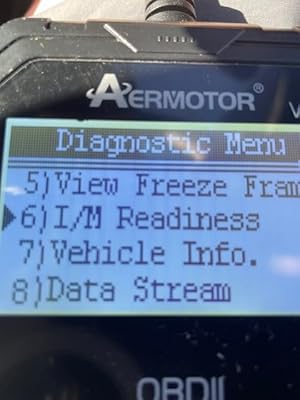 AERMOTOR®
V
Diagnostic Menu
5)View Freeze Fram
6)I/M Readiness
7)Vehicle Info.
8)Data Stream
OBDII